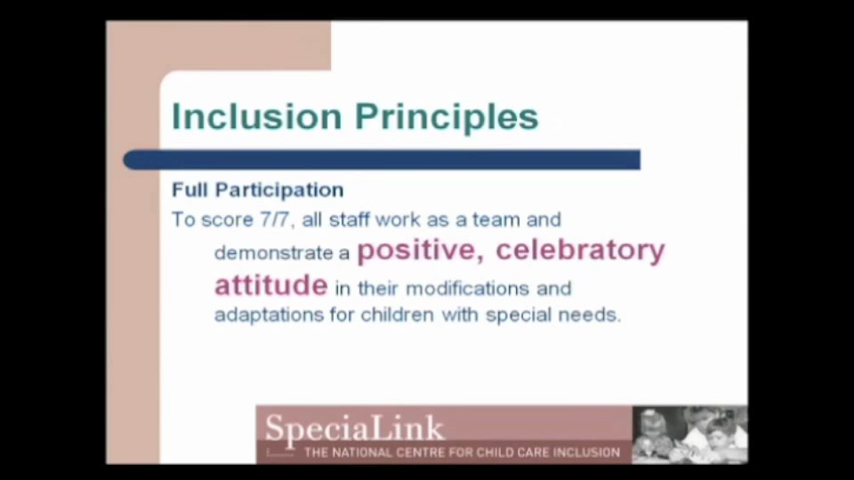 Inclusion Principles
Full Participation
To score 7/7, all staff work as a team and
demonstrate a positive, celebratory
attitude in their modifications and
adaptations for children with special needs.
SpeciaLink
THE NATIONAL CENTRE FOR CHILD CARE INCLUSION